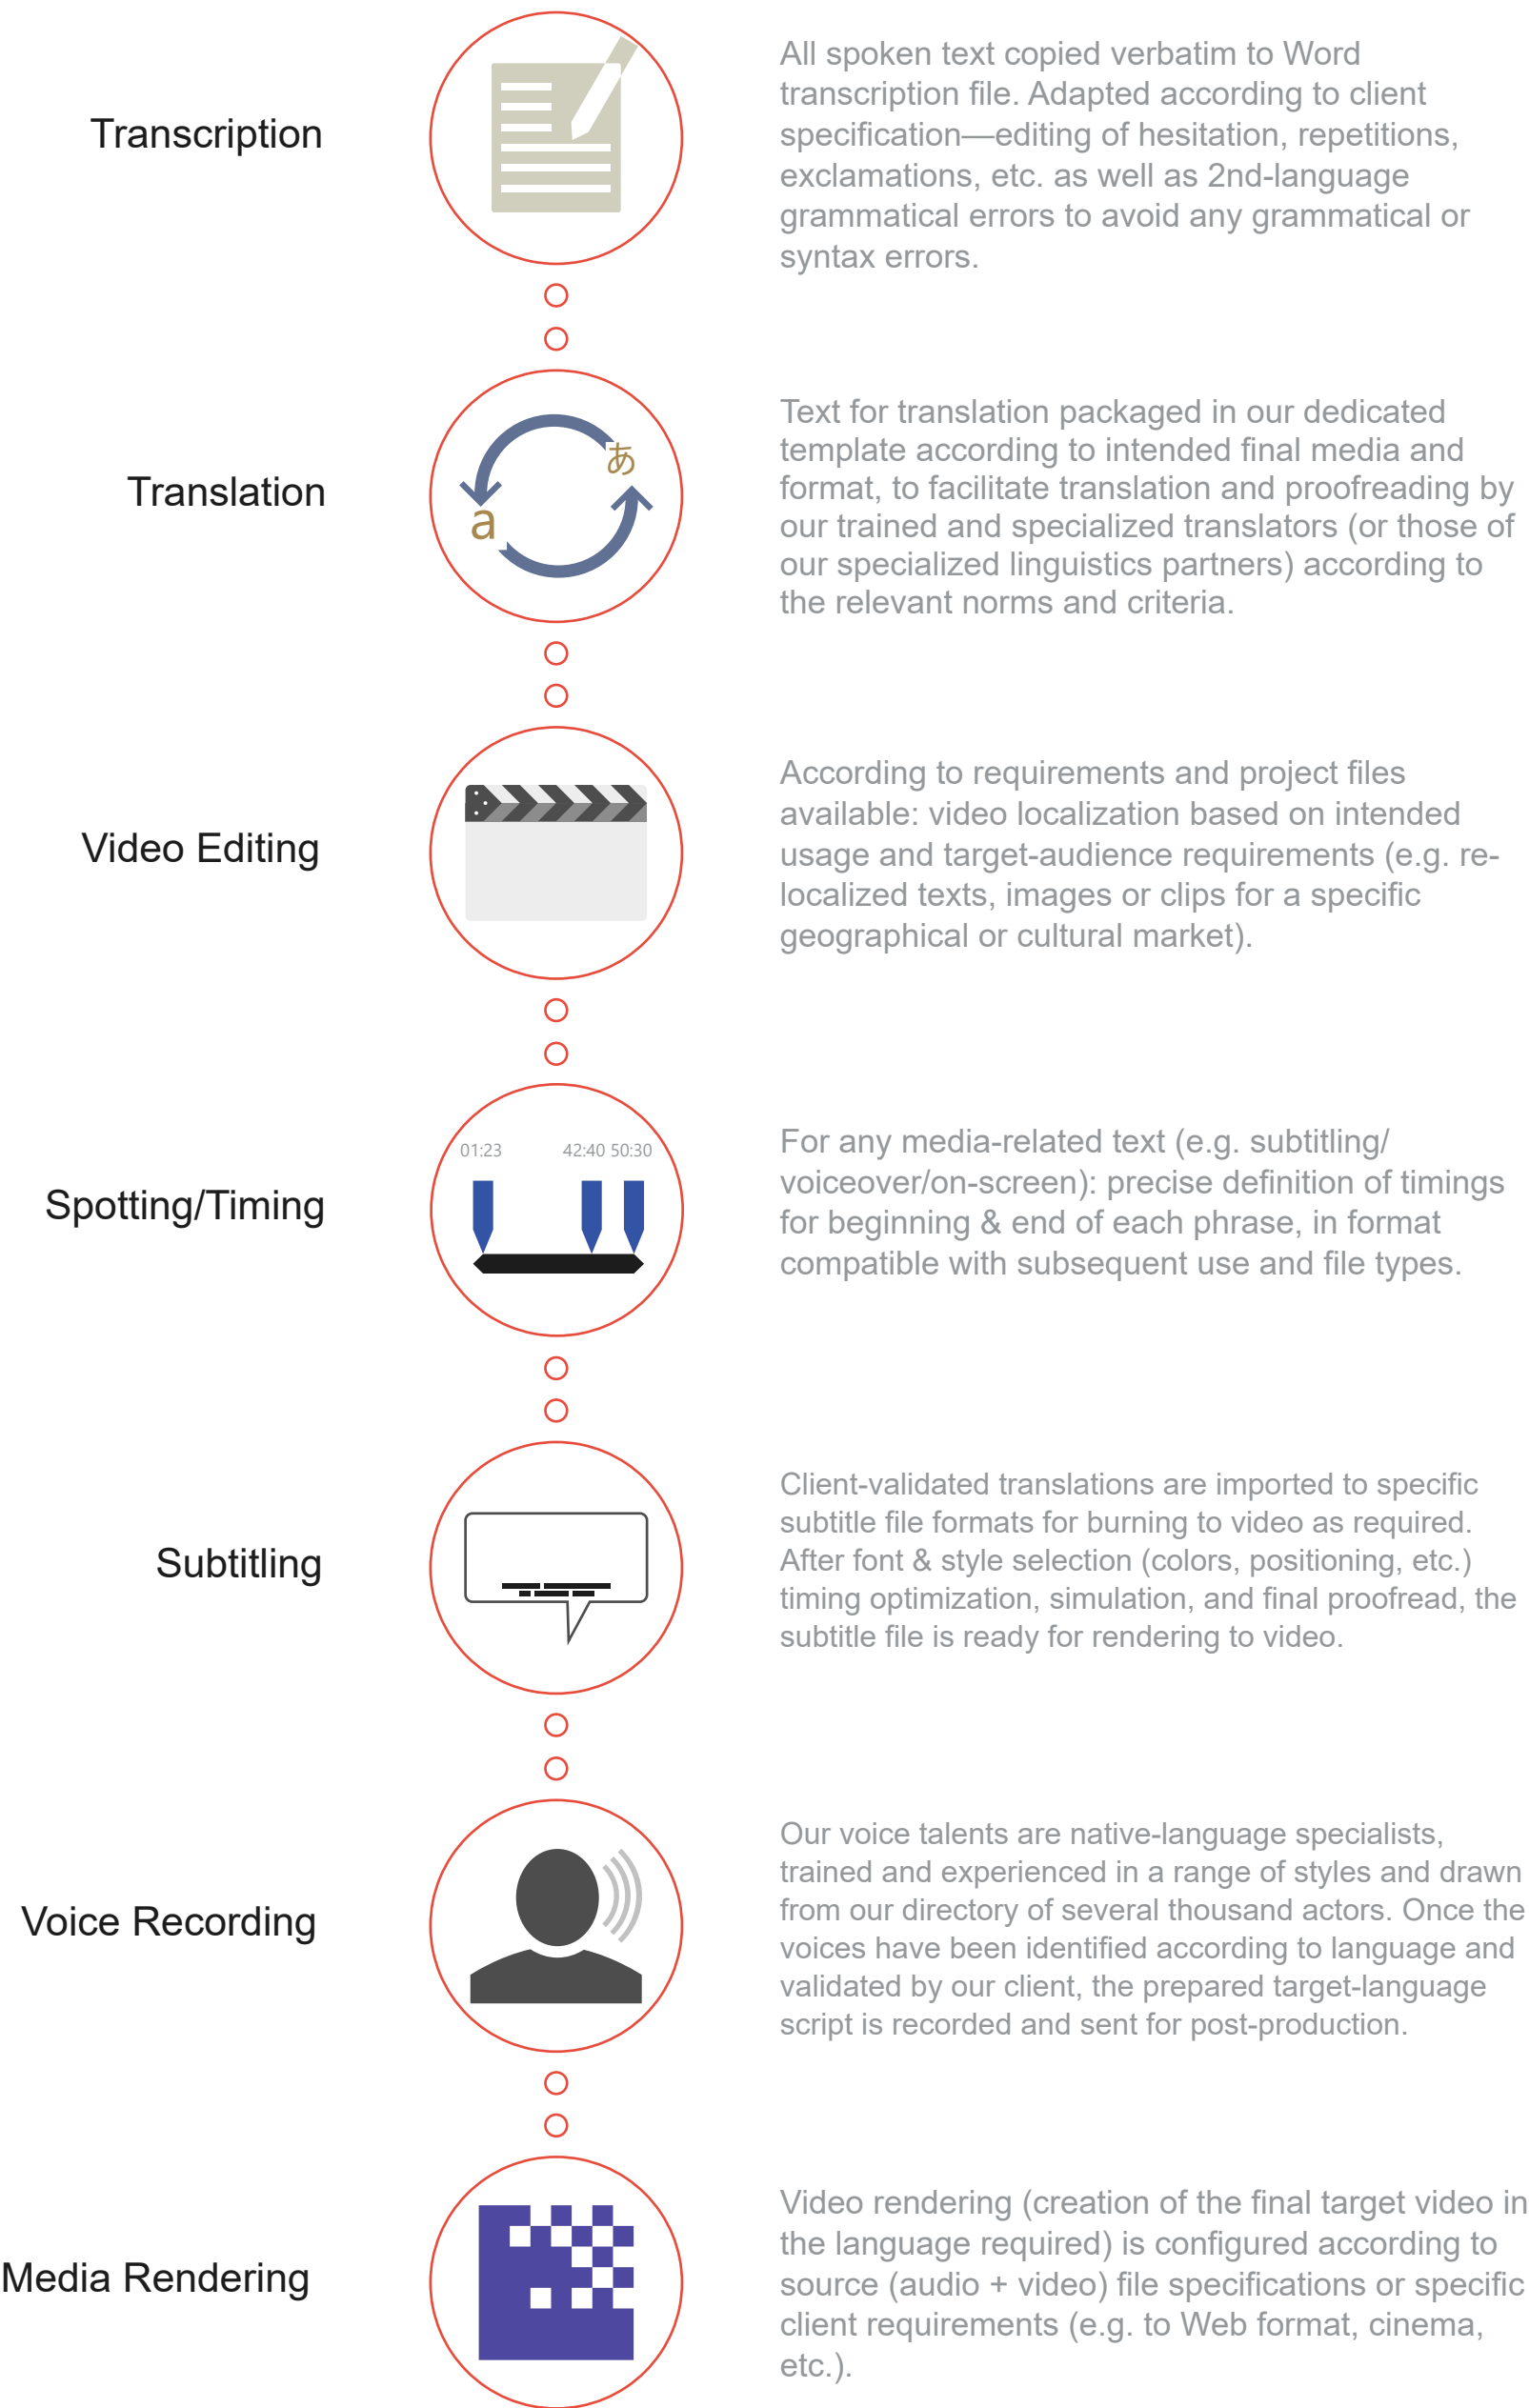 Transcription
All spoken text copied verbatim to Word
transcription file. Adapted according to client
specification—editing of hesitation, repetitions,
exclamations, etc. as well as 2nd-language
grammatical errors to avoid any grammatical or
syntax errors.
Translation
あ
a
Text for translation packaged in our dedicated
template according to intended final media and
format, to facilitate translation and proofreading by
our trained and specialized translators (or those of
our specialized linguistics partners) according to
the relevant norms and criteria.
Video Editing
According to requirements and project files
available: video localization based on intended
usage and target-audience requirements (e.g. re-
localized texts, images or clips for a specific
geographical or cultural market).
Spotting/Timing
01:23 42:40 50:30
For any media-related text (e.g. subtitling/
voiceover/on-screen): precise definition of timings
for beginning & end of each phrase, in format
compatible with subsequent use and file types.
Subtitling
Client-validated translations are imported to specific
subtitle file formats for burning to video as required.
After font & style selection (colors, positioning, etc.)
timing optimization, simulation, and final proofread, the
subtitle file is ready for rendering to video.
Voice Recording
Our voice talents are native-language specialists,
trained and experienced in a range of styles and drawn
from our directory of several thousand actors. Once the
voices have been identified according to language and
validated by our client, the prepared target-language
script is recorded and sent for post-production.
Media Rendering
Video rendering (creation of the final target video in
the language required) is configured according to
source (audio + video) file specifications or specific
client requirements (e.g. to Web format, cinema,
etc.).